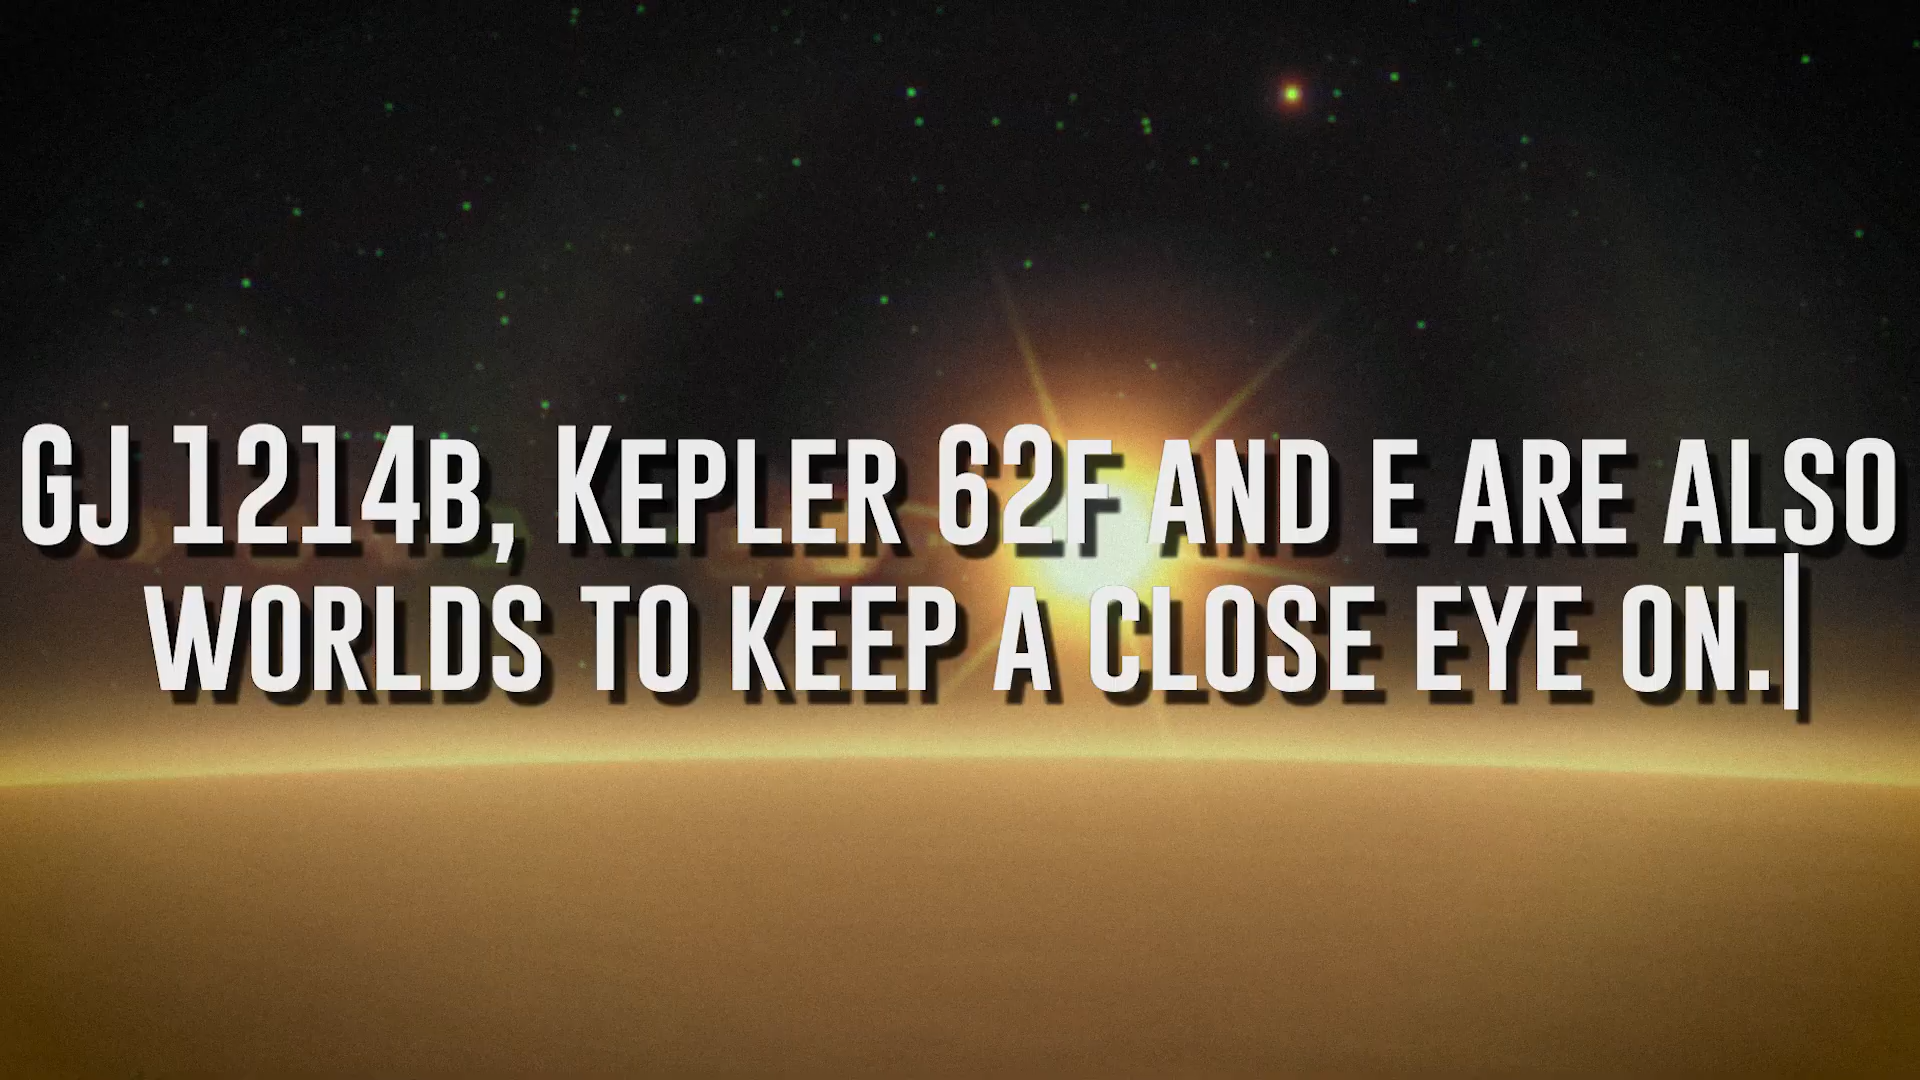 GJ 1214b, Kepler 62f and e are also
worlds to keep a close eye on.